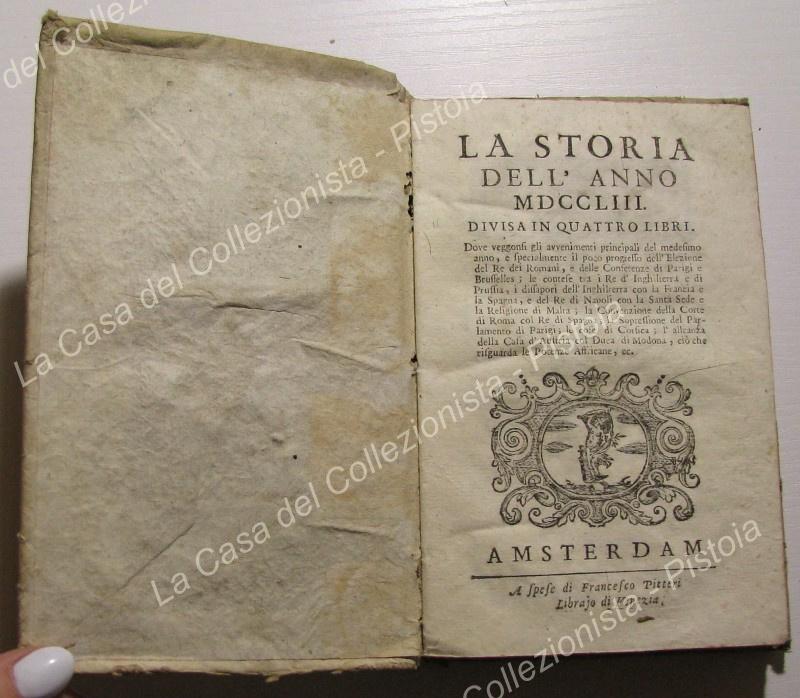 LA STORIA
DELL' ANNO
MDCCLIII.
DIVISA IN QUATTRO LIBRI.
Dove veggonsi gli avvenimenti principali del medesimo
anno, e specialmente il poco progresso dell' Elezione
del Re dei Romani, e delle Conferenze di Parigi e
Brusselles; le contese tra i Re d' Inghilterra e di
Prussia, i dissapori dell' Inghilterra con la Francia e
la Spagna, e del Re di Napoli con la Santa Sede e
la Religione di Malta; la Convenzione della Corte
di Roma col Re di Spagna; la Sopressione del Par-
lamento di Parigi; le cose di Corsica; l' alleanza
della Casa d' Austria col Duca di Modona, ciò che
risguarda le Potenze Affricane, ec.
AMSTERDAM
A spese di Francesco Pitteri
Librajo di Venezia.
del Collezionista
La Casa del Collezionista - Pistoia
La Casa del Collezionista - Pistoia
Collezionista - Pistoia